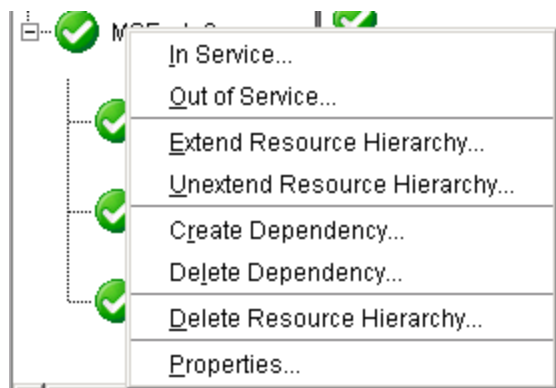 In Service...
Out of Service...
Extend Resource Hierarchy...
Unextend Resource Hierarchy...
Create Dependency...
Delete Dependency...
Delete Resource Hierarchy...
Properties...